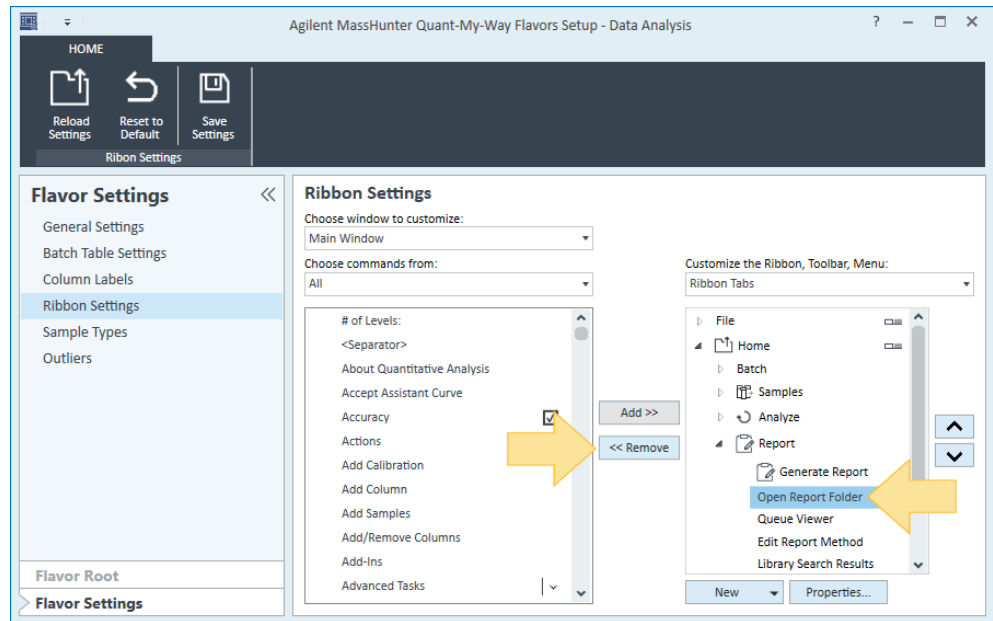 Agilent MassHunter Quant-My-Way Flavors Setup - Data Analysis
?
HOME
Reload Settings
Reset to Default
Save Settings
Ribon Settings
Flavor Settings
General Settings
Batch Table Settings
Column Labels
Ribbon Settings
Sample Types
Outliers
Flavor Root
Flavor Settings
Ribbon Settings
Choose window to customize:
Main Window
Choose commands from:
All
# of Levels:
<Separator>
About Quantitative Analysis
Accept Assistant Curve
Accuracy
Actions
Add Calibration
Add Column
Add Samples
Add/Remove Columns
Add-Ins
Advanced Tasks
Add >>
<< Remove
Customize the Ribbon, Toolbar, Menu:
Ribbon Tabs
File
Home
Batch
Samples
Analyze
Report
Generate Report
Open Report Folder
Queue Viewer
Edit Report Method
Library Search Results
New
Properties...